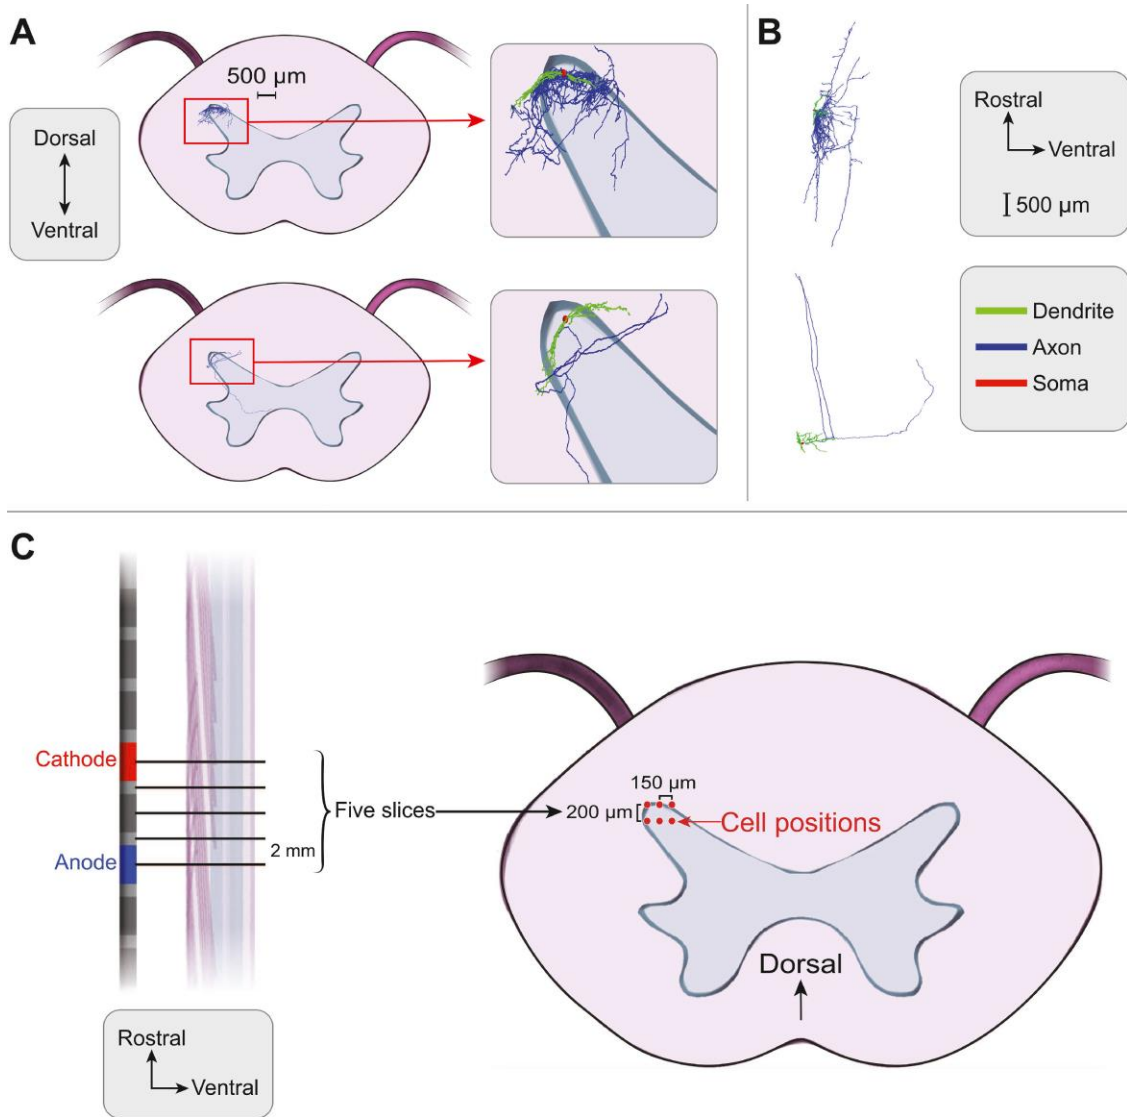 A
500 μm
Dorsal
Ventral
B
Rostral
Ventral
500 μm
Dendrite
Axon
Soma
C
Cathode
Anode
2 mm
Five slices
150 μm
200 μm
Cell positions
Dorsal
Rostral
Ventral